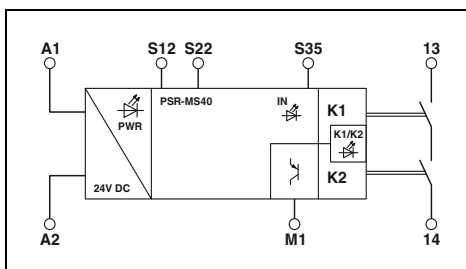 A1 S12 S22 S35 13
PSR-MS40 IN K1
PWR K1/K2
24V DC K2
A2 M1 14